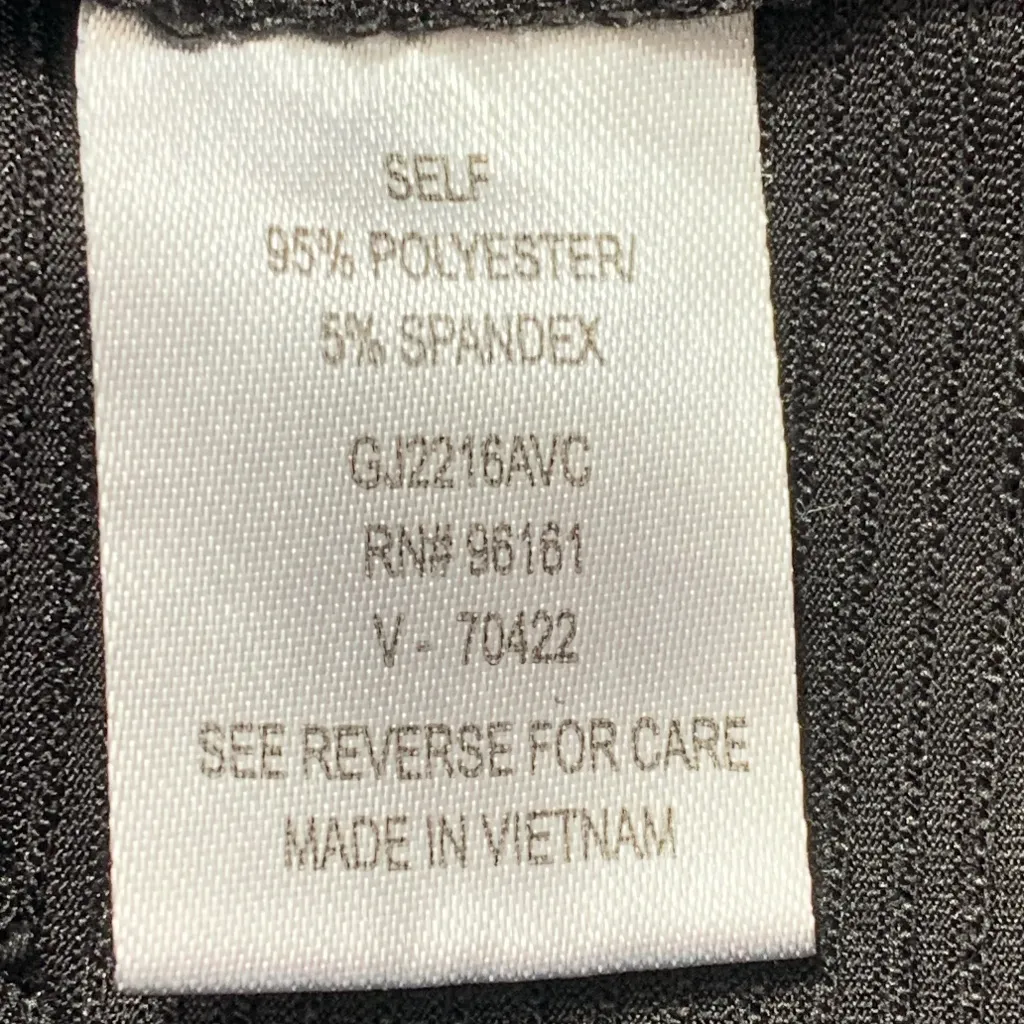 SELF
95% POLYESTER/
5% SPANDEX
GJ2216AVC
RN# 96161
V - 70422
SEE REVERSE FOR CARE
MADE IN VIETNAM